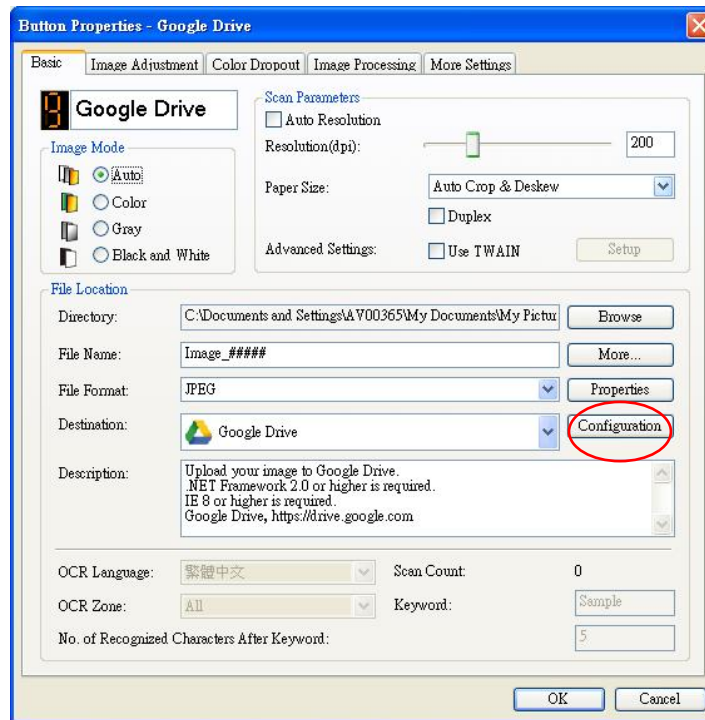 Button Properties - Google Drive
Basic Image Adjustment Color Dropout Image Processing More Settings
9 Google Drive
Image Mode
Auto
Color
Gray
Black and White
Scan Parameters
Auto Resolution
Resolution(dpi): 200
Paper Size: Auto Crop & Deskew
Duplex
Advanced Settings: Use TWAIN Setup
File Location
Directory: C:\Documents and Settings\AV00365\My Documents\My Pictur Browse
File Name: Image_##### More...
File Format: JPEG Properties
Destination: Google Drive Configuration
Description: Upload your image to Google Drive.
.NET Framework 2.0 or higher is required.
IE 8 or higher is required.
Google Drive, https://drive.google.com
OCR Language: 繁體中文 Scan Count: 0
OCR Zone: All Keyword: Sample
No. of Recognized Characters After Keyword: 5
OK Cancel